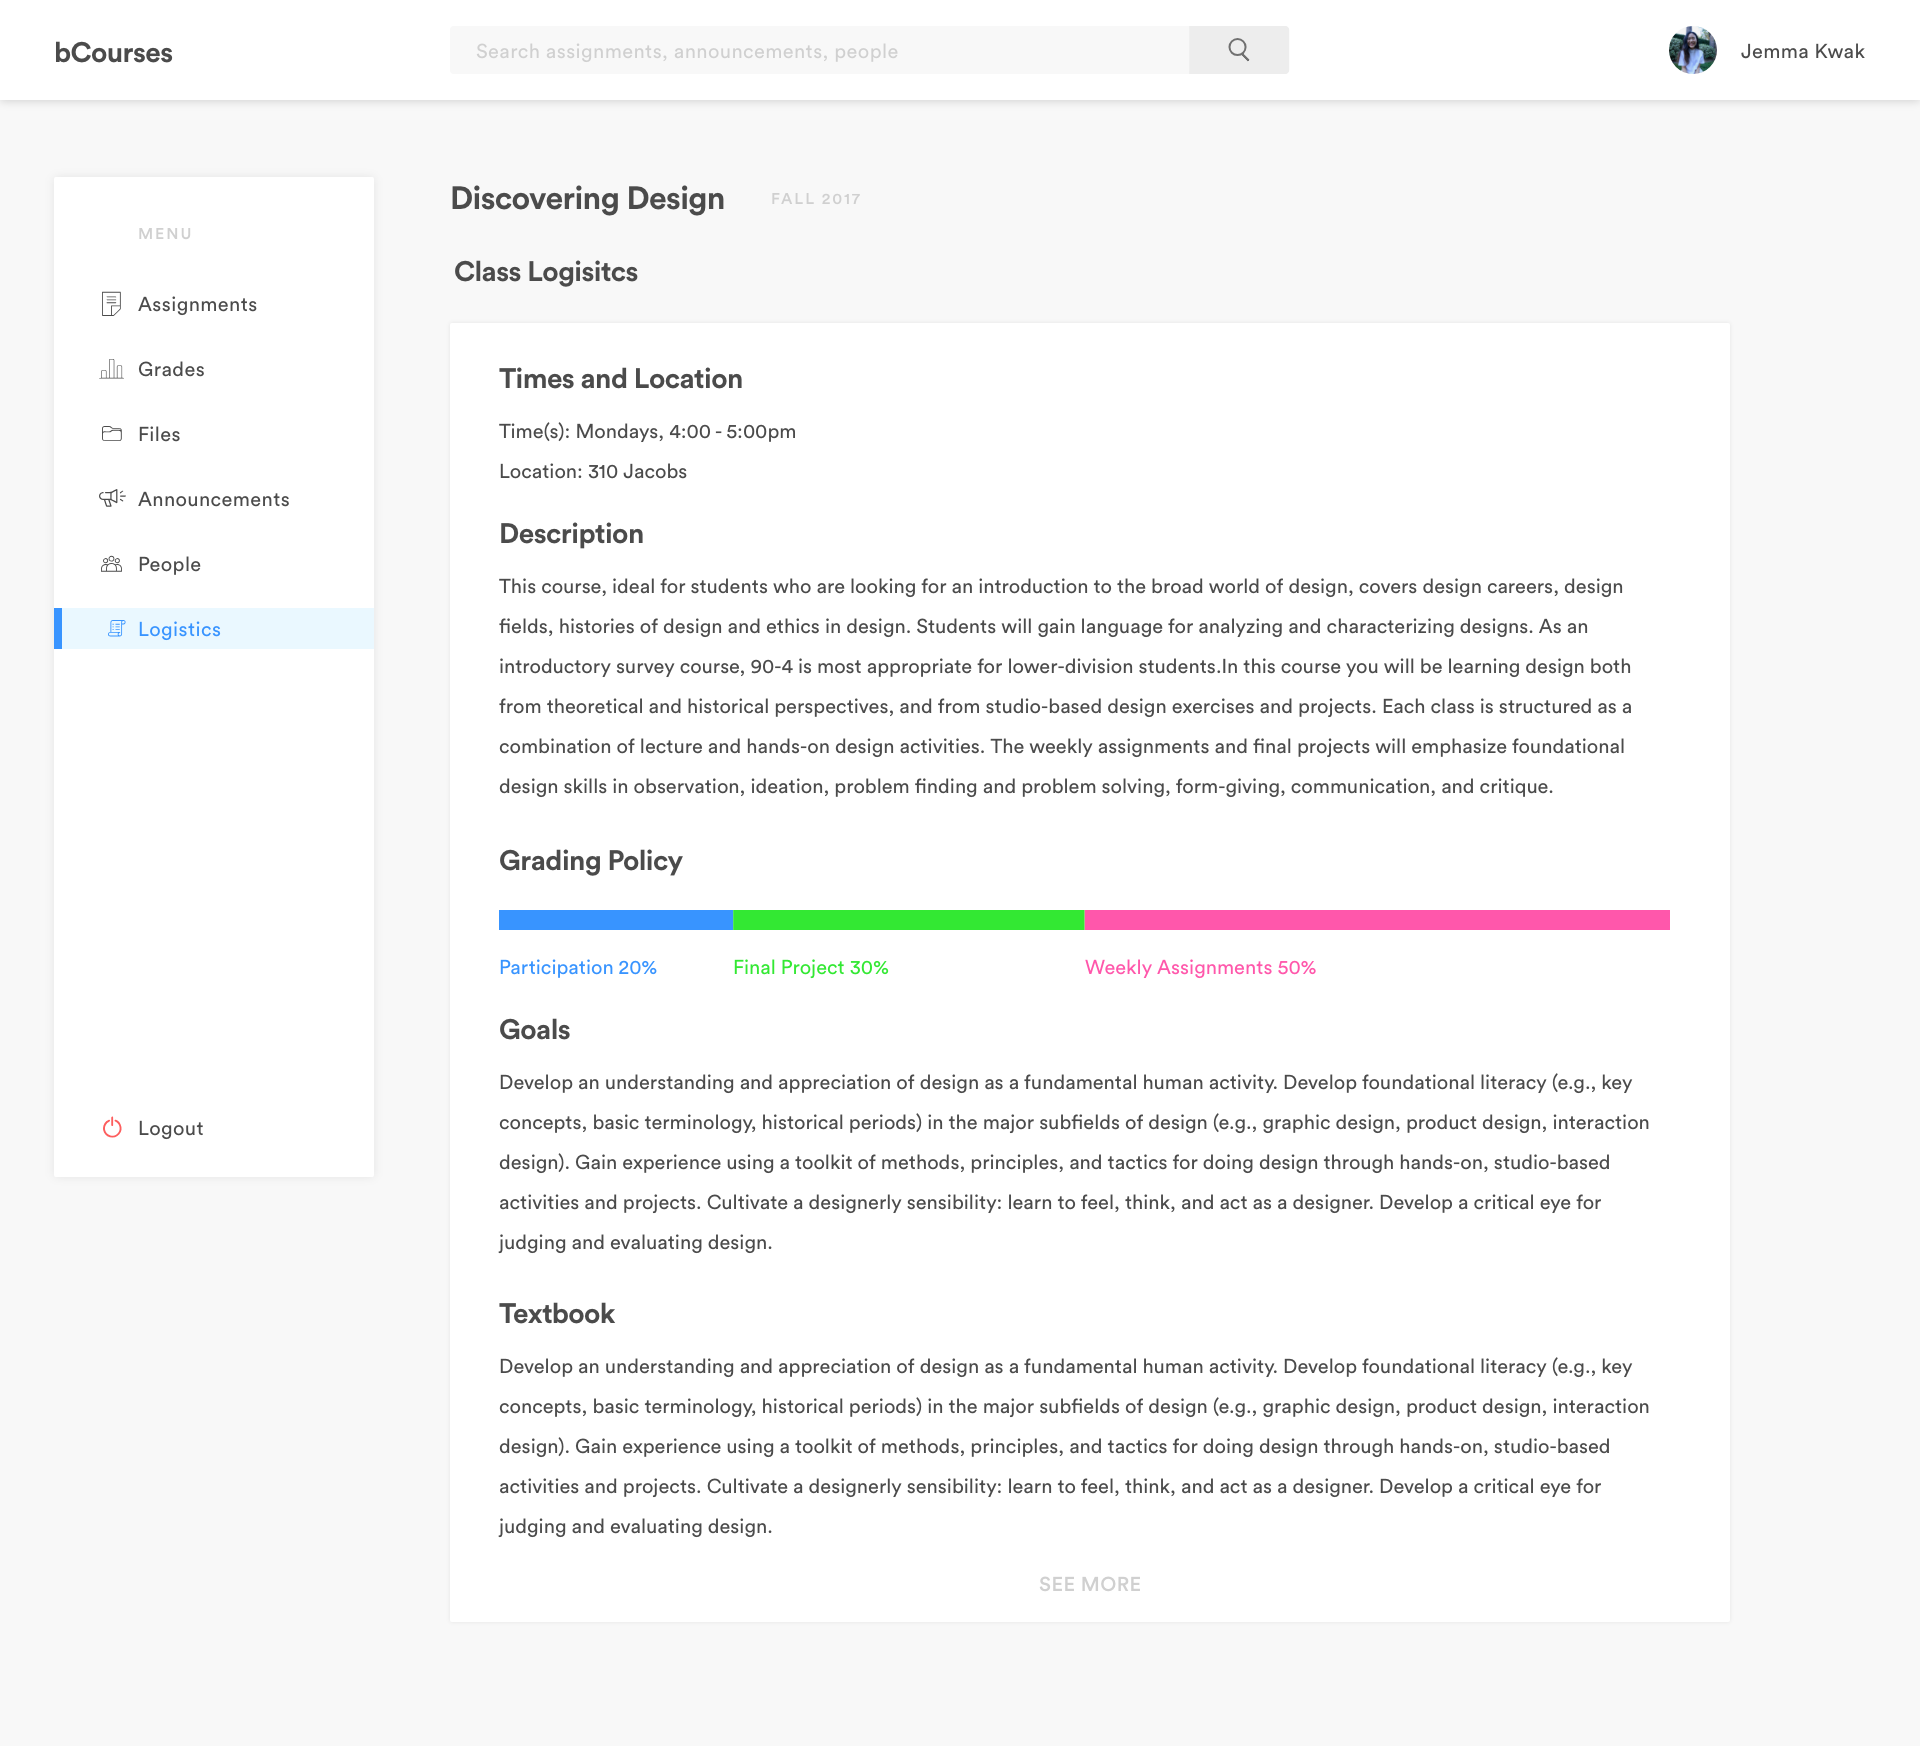 bCourses
Search assignments, announcements, people
Jemma Kwak
MENU
Assignments
Grades
Files
Announcements
People
Logistics
Logout
Discovering Design
FALL 2017
Class Logisitcs
Times and Location
Time(s): Mondays, 4:00 - 5:00pm
Location: 310 Jacobs
Description
This course, ideal for students who are looking for an introduction to the broad world of design, covers design careers, design
fields, histories of design and ethics in design. Students will gain language for analyzing and characterizing designs. As an
introductory survey course, 90-4 is most appropriate for lower-division students.In this course you will be learning design both
from theoretical and historical perspectives, and from studio-based design exercises and projects. Each class is structured as a
combination of lecture and hands-on design activities. The weekly assignments and final projects will emphasize foundational
design skills in observation, ideation, problem finding and problem solving, form-giving, communication, and critique.
Grading Policy
Participation 20%
Final Project 30%
Weekly Assignments 50%
Goals
Develop an understanding and appreciation of design as a fundamental human activity. Develop foundational literacy (e.g., key
concepts, basic terminology, historical periods) in the major subfields of design (e.g., graphic design, product design, interaction
design). Gain experience using a toolkit of methods, principles, and tactics for doing design through hands-on, studio-based
activities and projects. Cultivate a designerly sensibility: learn to feel, think, and act as a designer. Develop a critical eye for
judging and evaluating design.
Textbook
Develop an understanding and appreciation of design as a fundamental human activity. Develop foundational literacy (e.g., key
concepts, basic terminology, historical periods) in the major subfields of design (e.g., graphic design, product design, interaction
design). Gain experience using a toolkit of methods, principles, and tactics for doing design through hands-on, studio-based
activities and projects. Cultivate a designerly sensibility: learn to feel, think, and act as a designer. Develop a critical eye for
judging and evaluating design.
SEE MORE